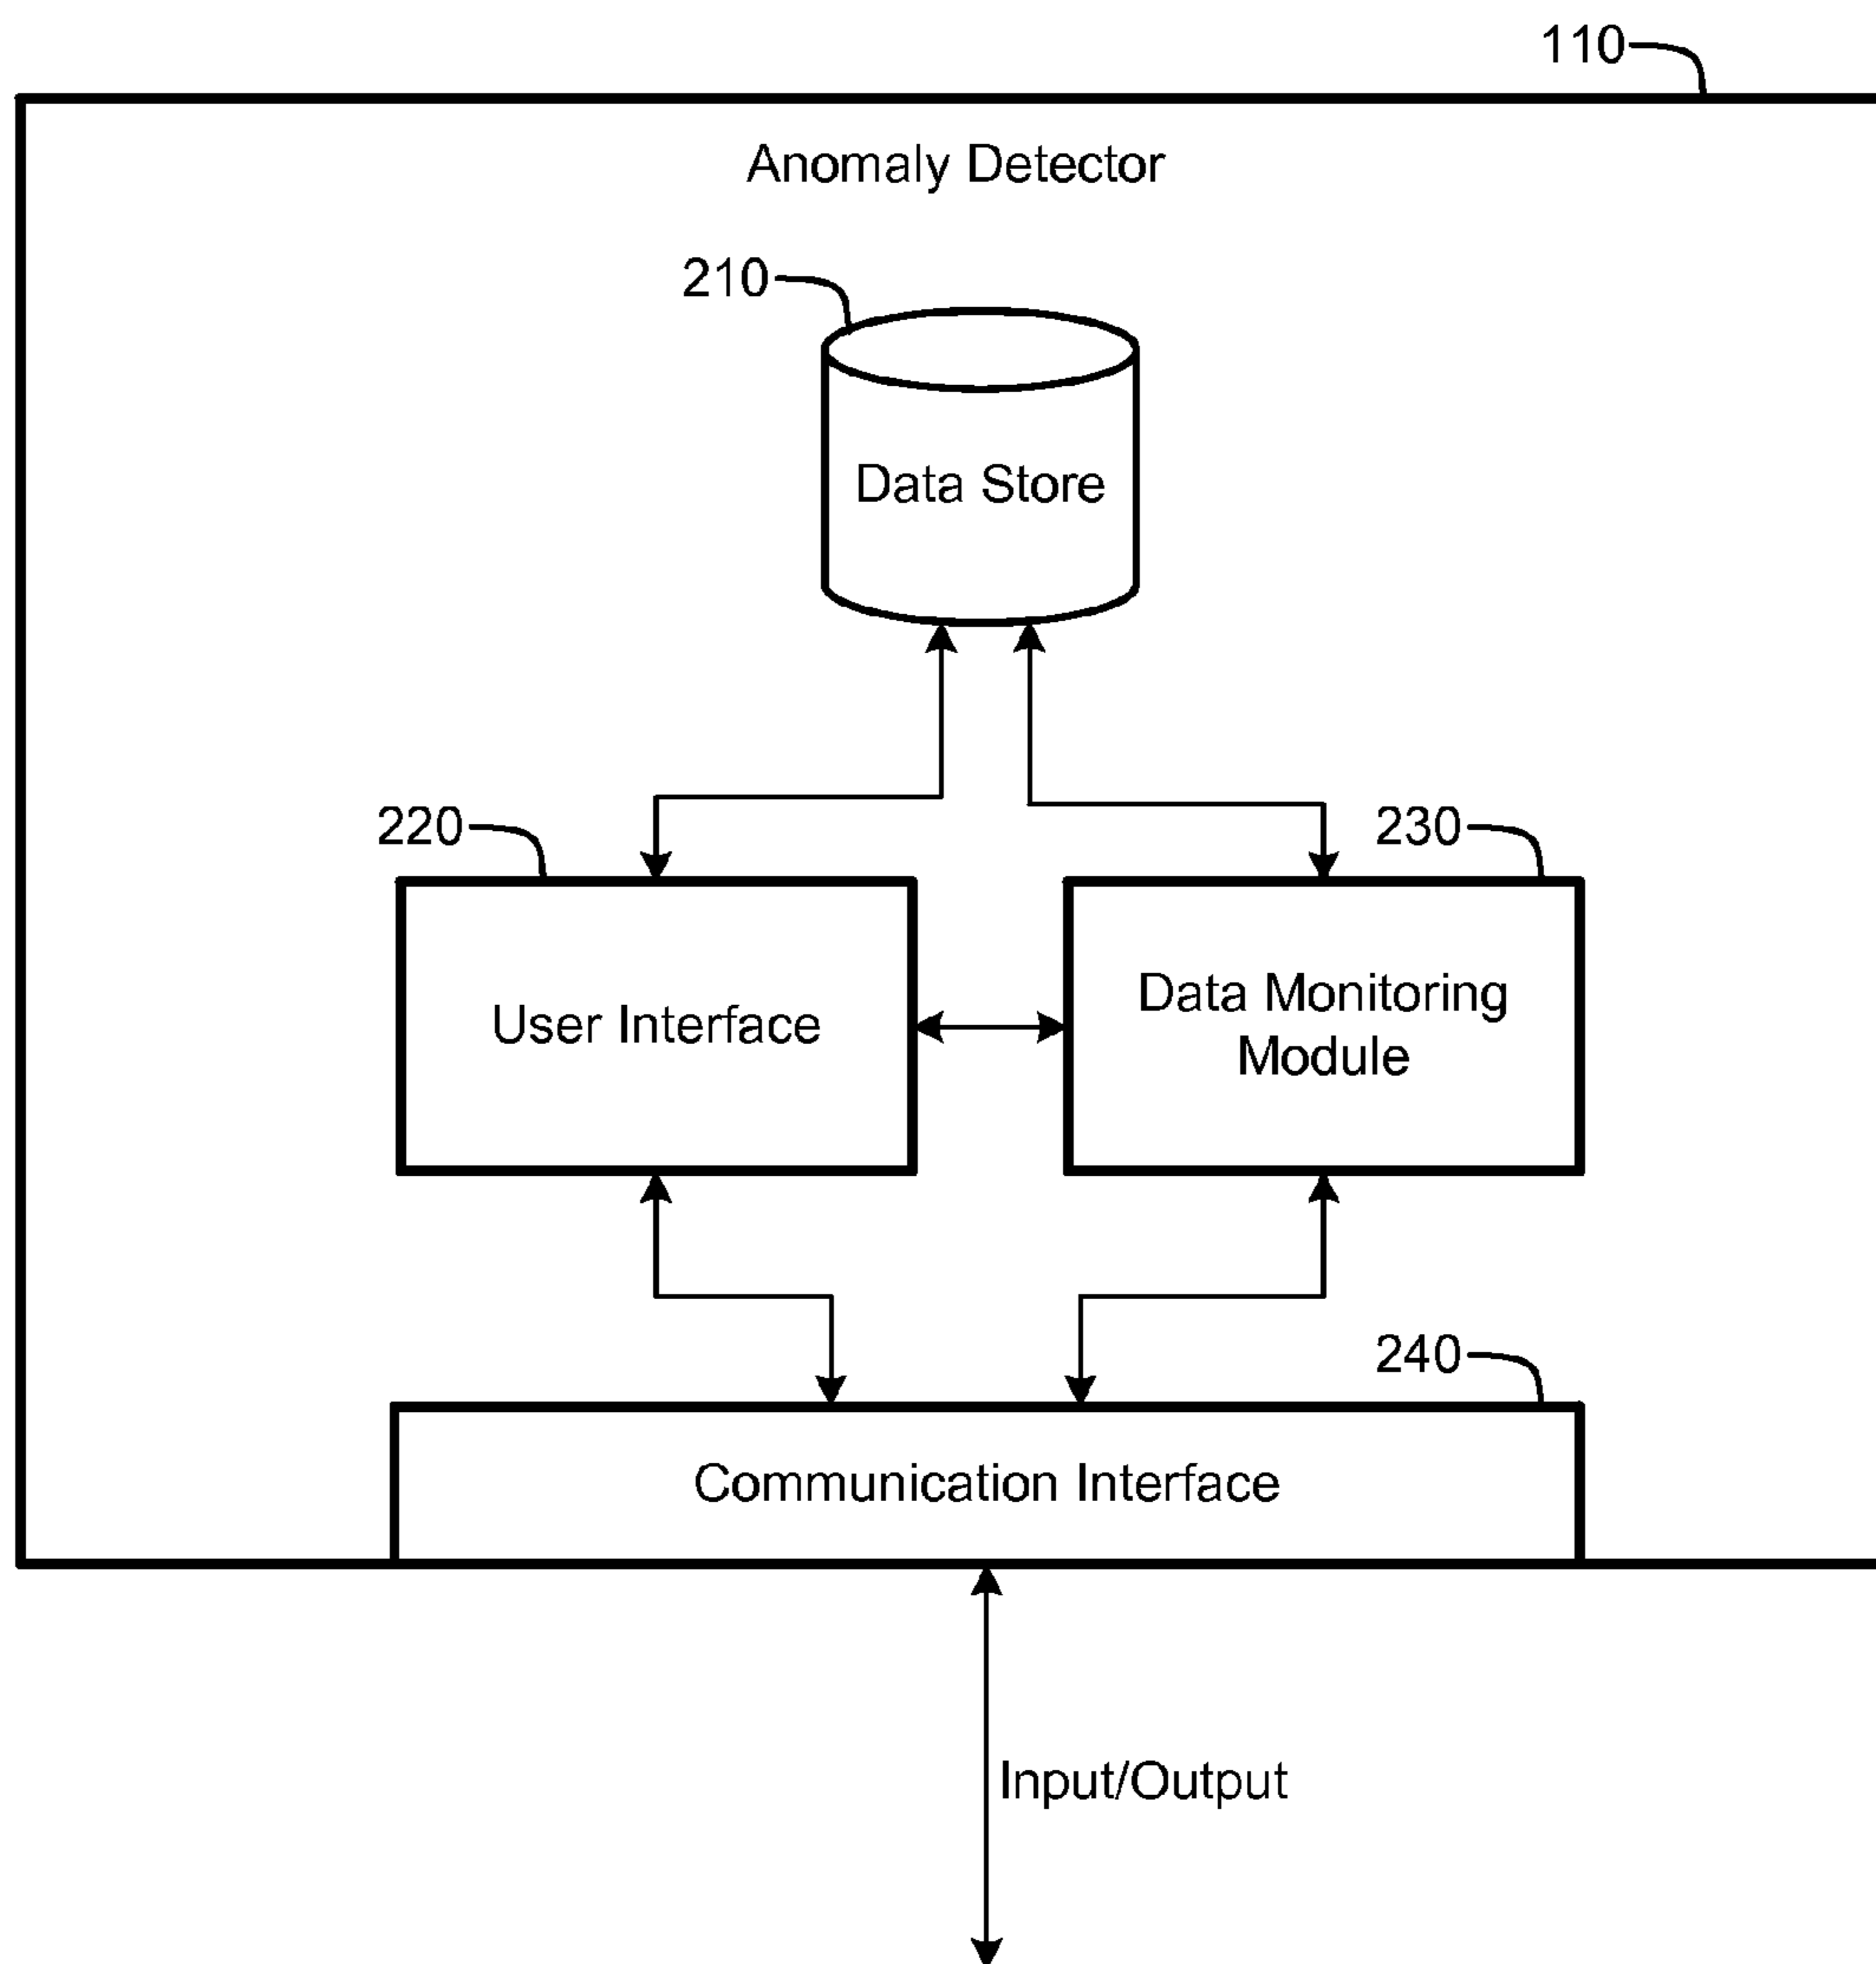 110
Anomaly Detector
210
Data Store
220
230
User Interface
Data Monitoring
Module
240
Communication Interface
Input/Output